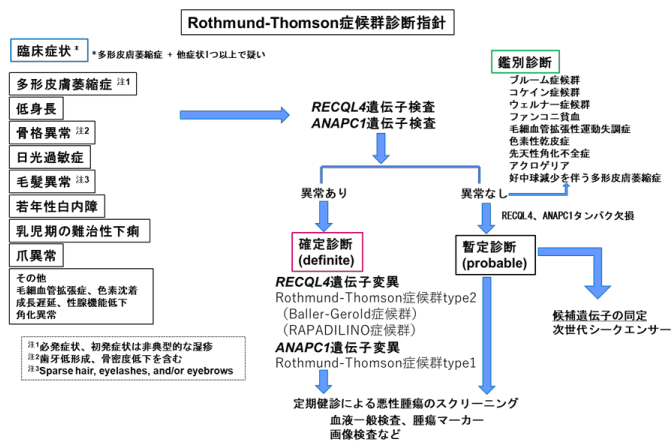 Rothmund-Thomson症候群診断指針
臨床症状 *
*多形皮膚萎縮症 + 他症状1つ以上で疑い
多形皮膚萎縮症 注1
低身長
骨格異常 注2
日光過敏症
毛髪異常 注3
若年性白内障
乳児期の難治性下痢
爪異常
その他
毛細血管拡張症、色素沈着
成長遅延、性腺機能低下
角化異常
注1必発症状、初発症状は非典型的な湿疹
注2歯牙低形成、骨密度低下を含む
注3Sparse hair, eyelashes, and/or eyebrows
RECQL4遺伝子検査
ANAPC1遺伝子検査
異常あり
異常なし
確定診断
(definite)
RECQL4遺伝子変異
Rothmund-Thomson症候群type2
(Baller-Gerold症候群)
(RAPADILINO症候群)
ANAPC1遺伝子変異
Rothmund-Thomson症候群type1
鑑別診断
ブルーム症候群
コケイン症候群
ウェルナー症候群
ファンコニ貧血
毛細血管拡張性運動失調症
色素性乾皮症
先天性角化不全症
アクロゲリア
好中球減少を伴う多形皮膚萎縮症
RECQL4、ANAPC1タンパク欠損
暫定診断
(probable)
候補遺伝子の同定
次世代シークエンサー
定期健診による悪性腫瘍のスクリーニング
血液一般検査、腫瘍マーカー
画像検査など